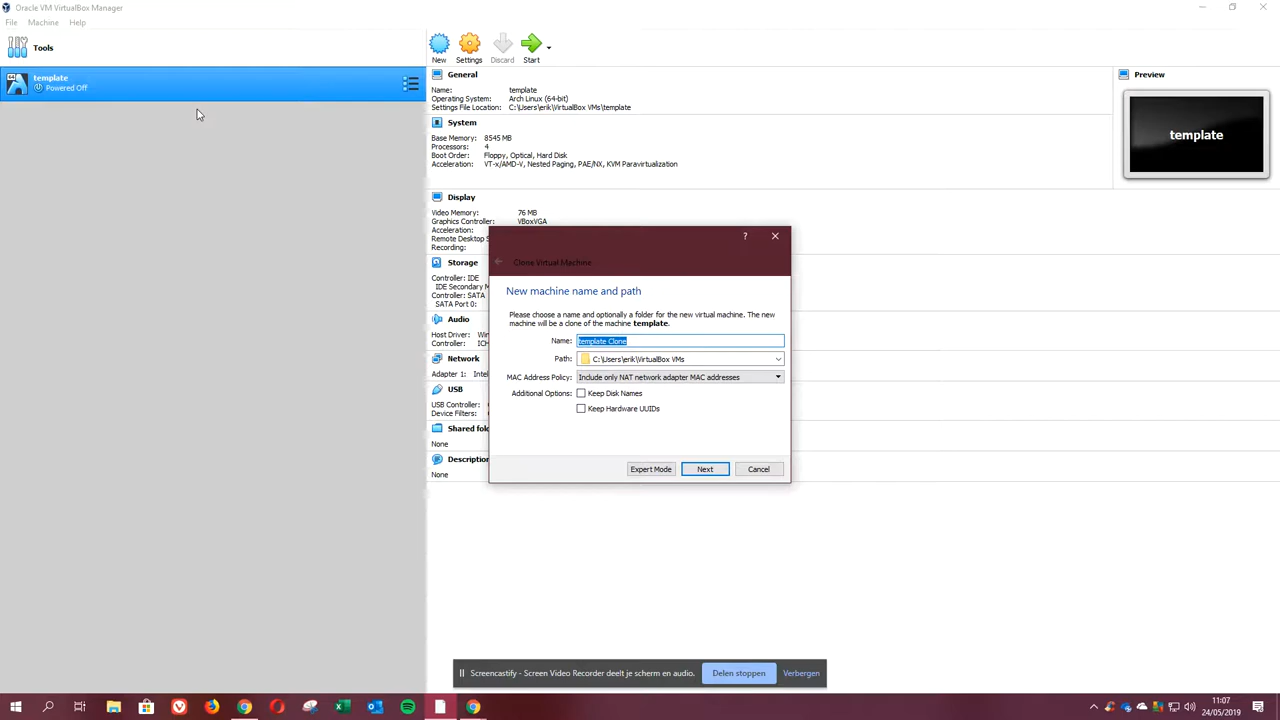 Oracle VM VirtualBox Manager
File Machine Help
Tools
New Settings Discard Start
template
Powered Off
General
Name: template
Operating System: Arch Linux (64-bit)
Settings File Location: C:\Users\erik\VirtualBox VMs\template
System
Base Memory: 8545 MB
Processors: 4
Boot Order: Floppy, Optical, Hard Disk
Acceleration: VT-x/AMD-V, Nested Paging, PAE/NX, KVM Paravirtualization
Preview
template
Display
Video Memory: 76 MB
Graphics Controller: VBoxVGA
Acceleration:
Remote Desktop S
Recording:
Storage
Controller: IDE
IDE Secondary M
Controller: SATA
SATA Port 0:
Audio
Host Driver: Win
Controller: ICH
Network
Adapter 1: Intel
USB
USB Controller:
Device Filters:
Shared fol
None
Description
None
?
Clone Virtual Machine
New machine name and path
Please choose a name and optionally a folder for the new virtual machine. The new
machine will be a clone of the machine template.
Name: template Clone
Path: C:\Users\erik\VirtualBox VMs
MAC Address Policy: Include only NAT network adapter MAC addresses
Additional Options: Keep Disk Names
Keep Hardware UUIDs
Expert Mode Next Cancel
Screencastify - Screen Video Recorder deelt je scherm en audio. Delen stoppen Verbergen
11:07
24/05/2019